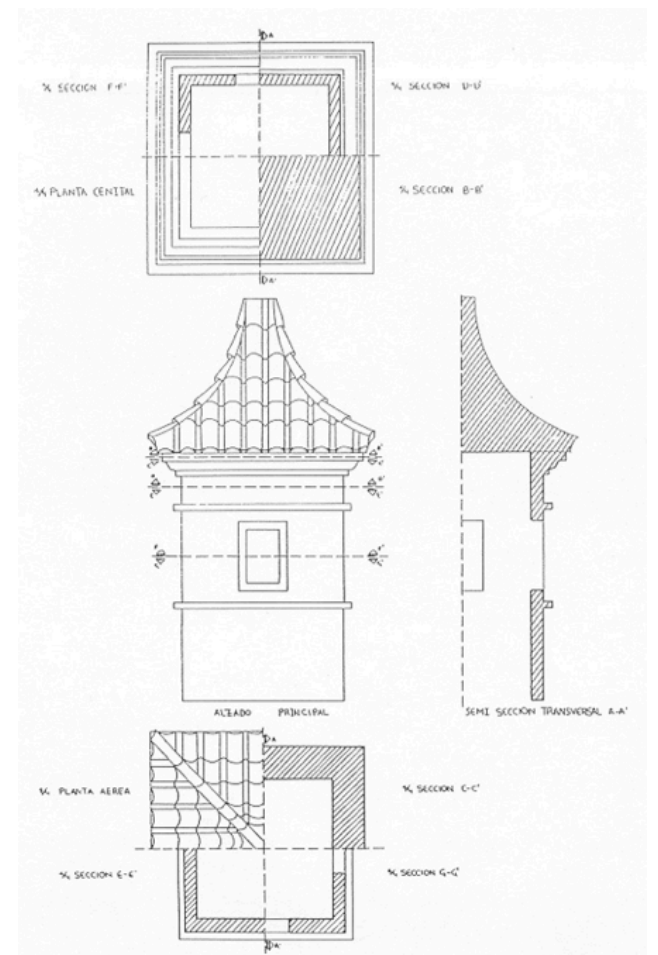 A
¼ SECCION F-F'
¼ SECCION D-D'
¼ PLANTA CENITAL
¼ SECCION B-B'
A'
ALZADO PRINCIPAL
SEMI SECCIÓN TRANSVERSAL A-A'
A
¼ PLANTA AEREA
¼ SECCION C-C'
¼ SECCION E-E'
¼ SECCION G-G'
A'